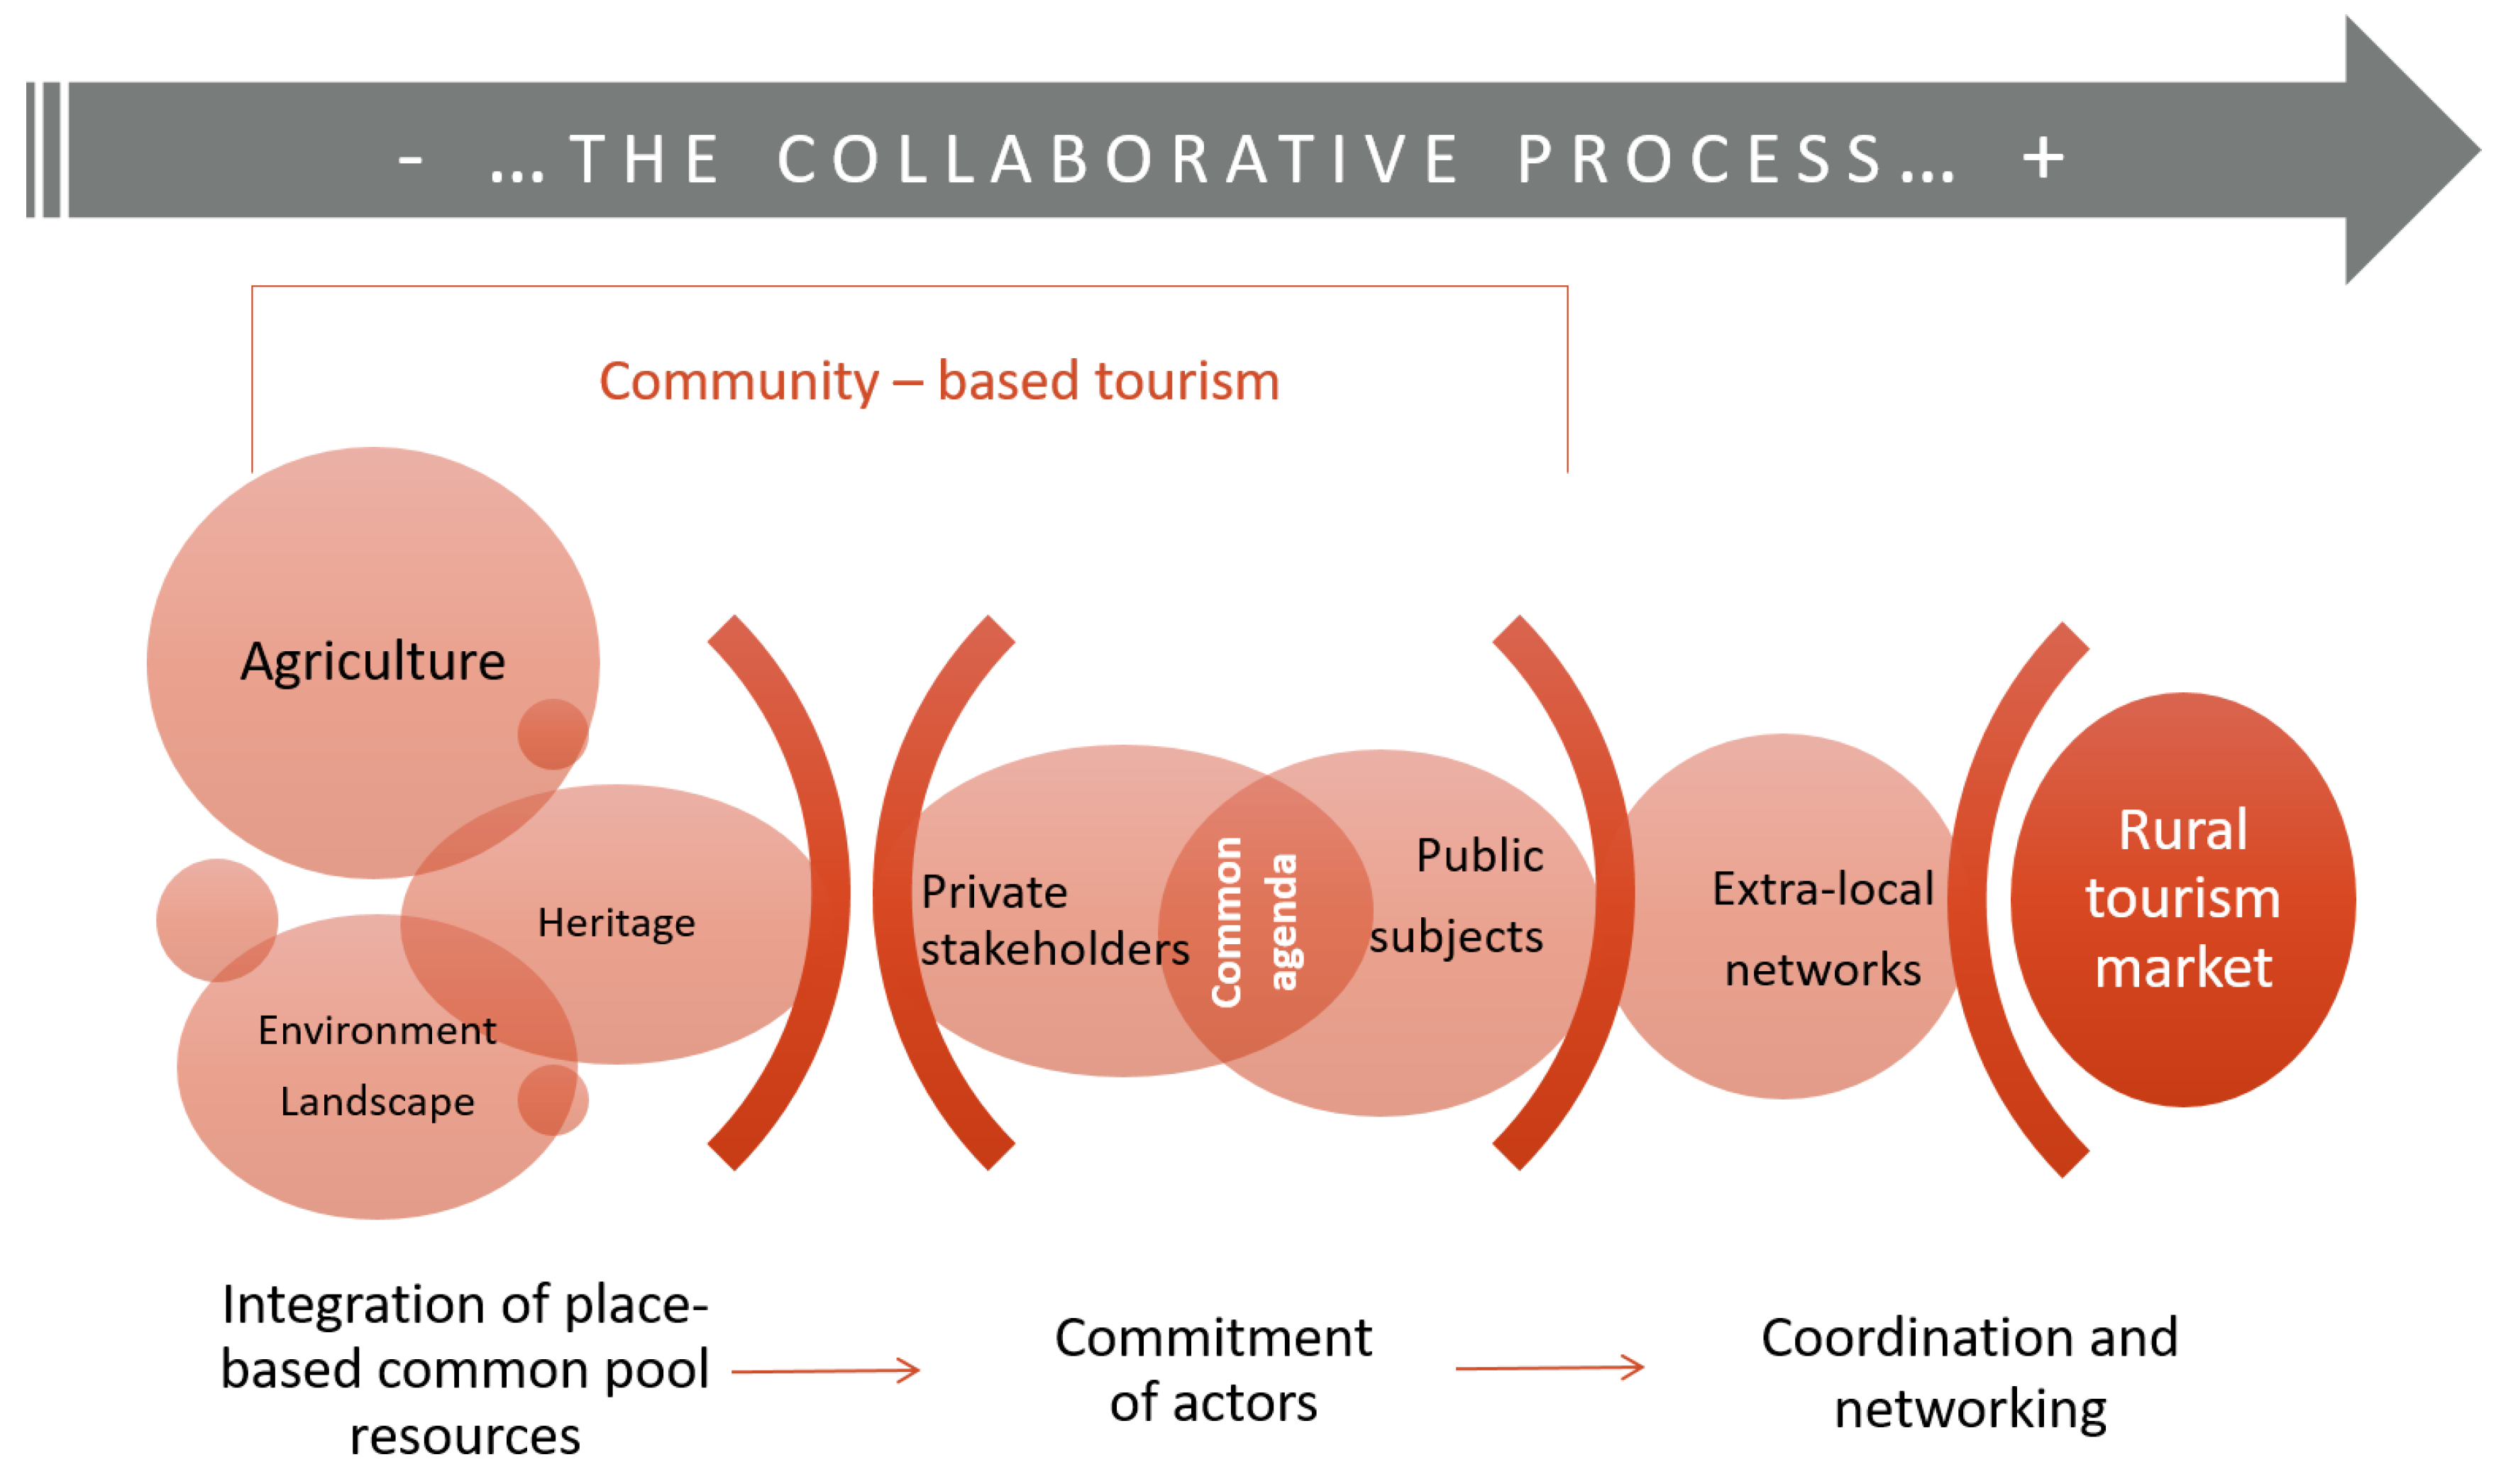 - ...THE COLLABORATIVE PROCESS... +
Community – based tourism
Agriculture
Heritage
Environment
Landscape
Private
stakeholders
Common
agenda
Public
subjects
Extra-local
networks
Rural
tourism
market
Integration of place-
based common pool
resources
Commitment
of actors
Coordination and
networking